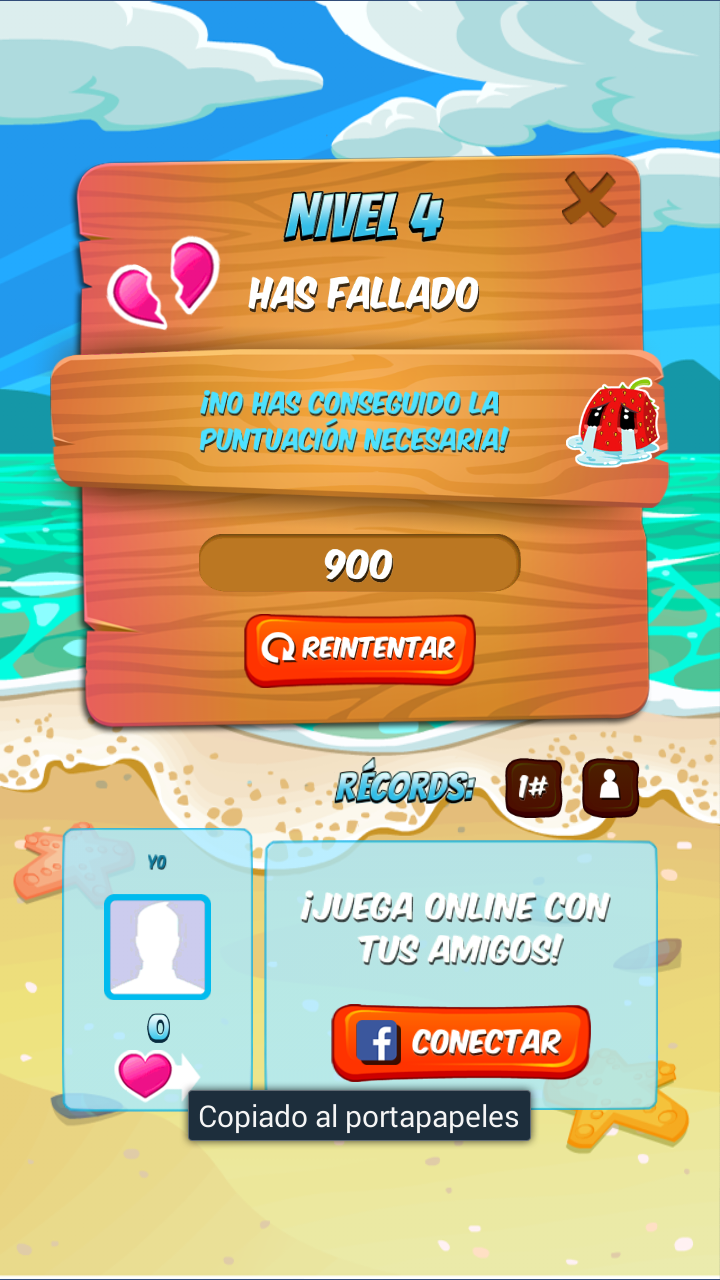 NIVEL 4
HAS FALLADO
¡NO HAS CONSEGUIDO LA
PUNTUACIÓN NECESARIA!
900
REINTENTAR
RÉCORDS:
1#
YO
0
¡JUEGA ONLINE CON
TUS AMIGOS!
f CONECTAR
Copiado al portapapeles